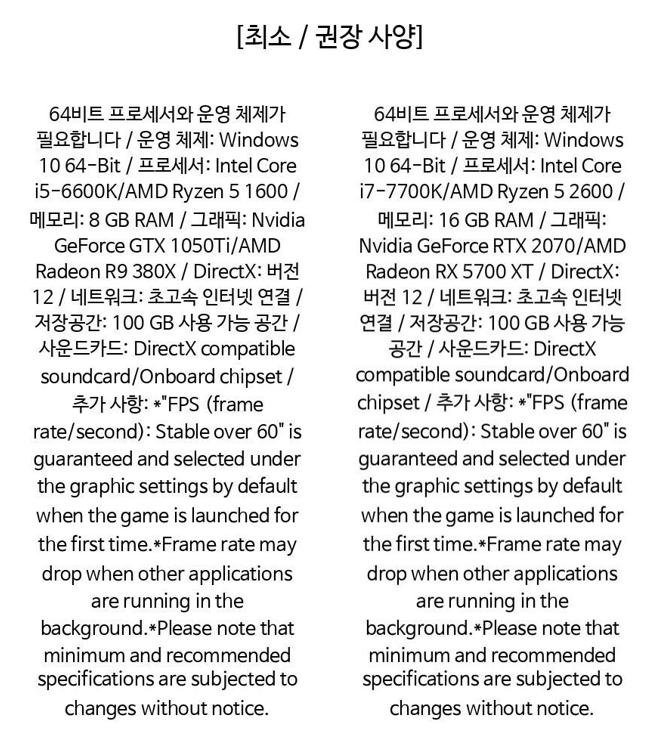 [최소 / 권장 사양]
64비트 프로세서와 운영 체제가
필요합니다 / 운영 체제: Windows
10 64-Bit / 프로세서: Intel Core
i5-6600K/AMD Ryzen 5 1600 /
메모리: 8 GB RAM / 그래픽: Nvidia
GeForce GTX 1050Ti/AMD
Radeon R9 380X / DirectX: 버전
12 / 네트워크: 초고속 인터넷 연결 /
저장공간: 100 GB 사용 가능 공간 /
사운드카드: DirectX compatible
soundcard/Onboard chipset /
추가 사항: *"FPS (frame
rate/second): Stable over 60" is
guaranteed and selected under
the graphic settings by default
when the game is launched for
the first time.*Frame rate may
drop when other applications
are running in the
background.*Please note that
minimum and recommended
specifications are subjected to
changes without notice.
64비트 프로세서와 운영 체제가
필요합니다 / 운영 체제: Windows
10 64-Bit / 프로세서: Intel Core
i7-7700K/AMD Ryzen 5 2600 /
메모리: 16 GB RAM / 그래픽:
Nvidia GeForce RTX 2070/AMD
Radeon RX 5700 XT / DirectX:
버전 12 / 네트워크: 초고속 인터넷
연결 / 저장공간: 100 GB 사용 가능
공간 / 사운드카드: DirectX
compatible soundcard/Onboard
chipset / 추가 사항: *"FPS (frame
rate/second): Stable over 60" is
guaranteed and selected under
the graphic settings by default
when the game is launched for
the first time.*Frame rate may
drop when other applications
are running in the
background.*Please note that
minimum and recommended
specifications are subjected to
changes without notice.